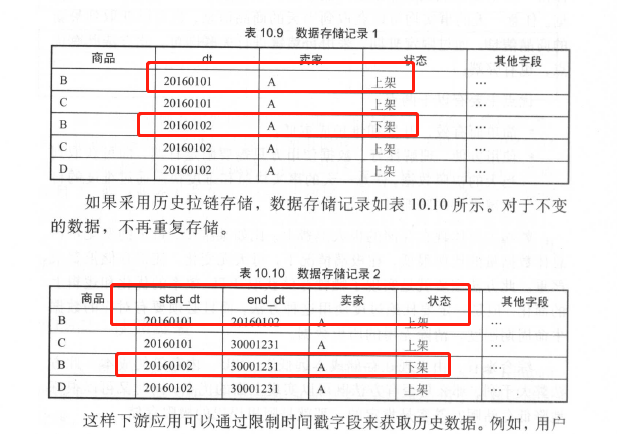 表 10.9 数据存储记录 1
商品 dt 卖家 状态 其他字段
B 20160101 A 上架 …
C 20160101 A 上架
B 20160102 A 下架 …
C 20160102 A 上架 …
D 20160102 A 上架
如果采用历史拉链存储，数据存储记录如表 10.10 所示。对于不变
的数据，不再重复存储。
表 10.10 数据存储记录 2
商品 start_dt end_dt 卖家 状态 其他字段
B 20160101 20160102 A 上架 …
C 20160101 30001231 A 上架 …
B 20160102 30001231 A 下架 …
D 20160102 30001231 A 上架 …
这样下游应用可以通过限制时间戳字段来获取历史数据。例如，用户